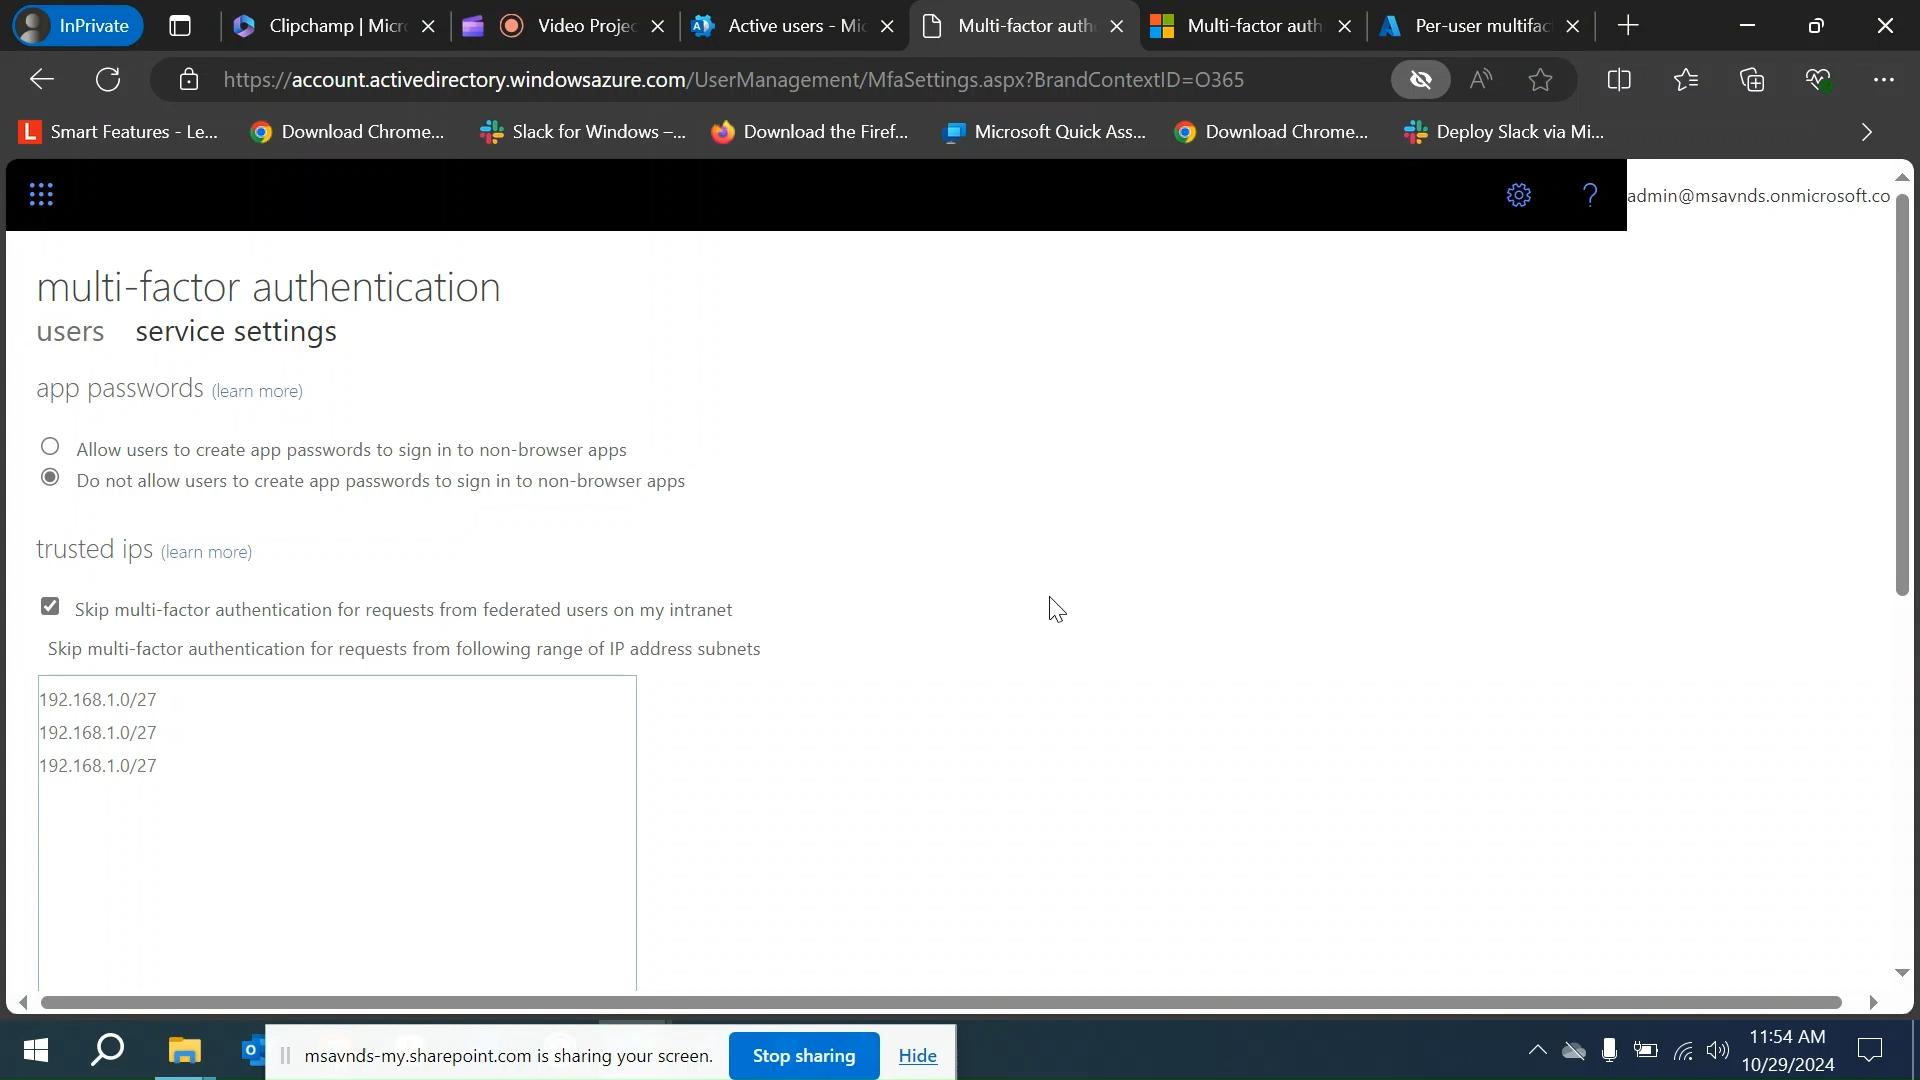 InPrivate
Clipchamp | Micr
Video Projec
Active users - Mi
Multi-factor auth
Multi-factor auth
Per-user multifac
https://account.activedirectory.windowsazure.com/UserManagement/MfaSettings.aspx?BrandContextID=O365
L Smart Features - Le...
Download Chrome...
Slack for Windows –...
Download the Firef...
Microsoft Quick Ass...
Download Chrome...
Deploy Slack via Mi...
? admin@msavnds.onmicrosoft.co
multi-factor authentication
users service settings
app passwords (learn more)
Allow users to create app passwords to sign in to non-browser apps
Do not allow users to create app passwords to sign in to non-browser apps
trusted ips (learn more)
Skip multi-factor authentication for requests from federated users on my intranet
Skip multi-factor authentication for requests from following range of IP address subnets
192.168.1.0/27
192.168.1.0/27
192.168.1.0/27
msavnds-my.sharepoint.com is sharing your screen.
Stop sharing
Hide
11:54 AM
10/29/2024